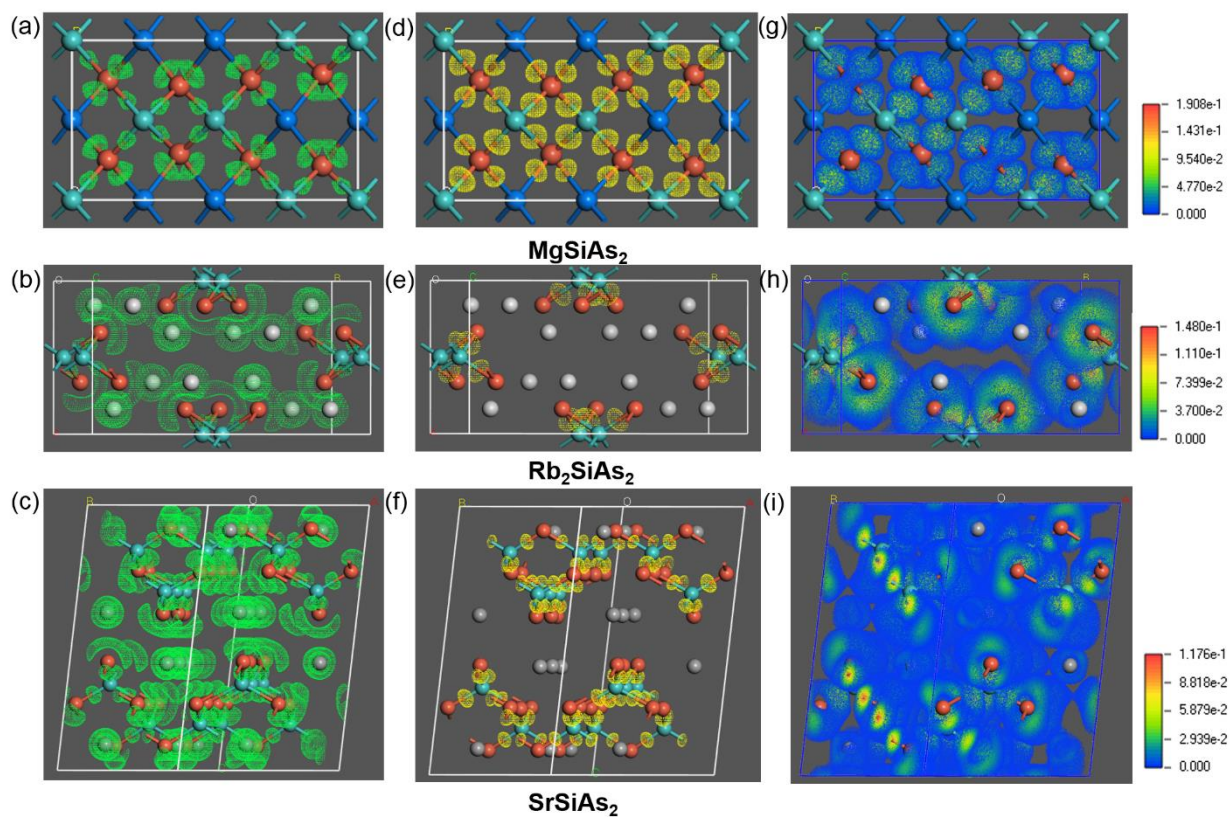 (a)
(d)
(g)
1.908e-1
1.431e-1
9.540e-2
4.770e-2
0.000
MgSiAs₂
(b)
O
C
B
(e)
O
C
B
(h)
O
C
B
1.480e-1
1.110e-1
7.399e-2
3.700e-2
0.000
Rb₂SiAs₂
(c)
B
O
(f)
B
O
(i)
B
O
1.176e-1
8.818e-2
5.879e-2
2.939e-2
0.000
SrSiAs₂